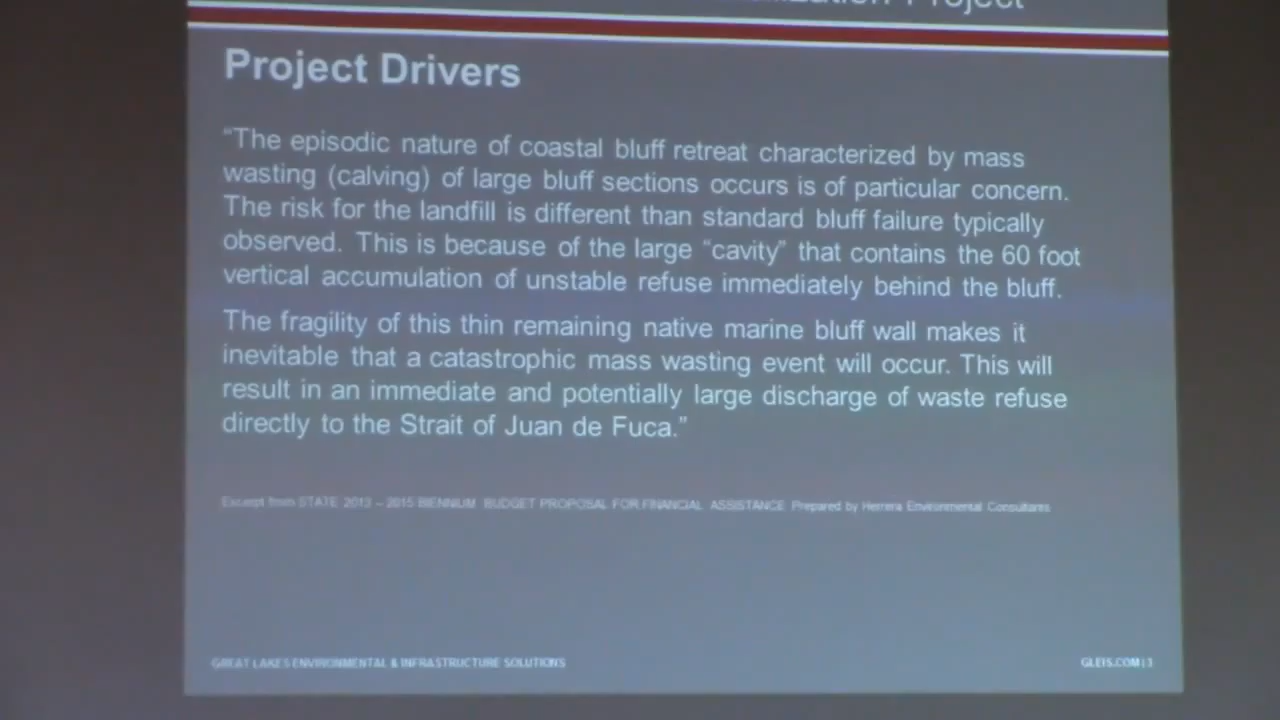 Project
Project Drivers
“The episodic nature of coastal bluff retreat characterized by mass
wasting (calving) of large bluff sections occurs is of particular concern.
The risk for the landfill is different than standard bluff failure typically
observed. This is because of the large “cavity” that contains the 60 foot
vertical accumulation of unstable refuse immediately behind the bluff.
The fragility of this thin remaining native marine bluff wall makes it
inevitable that a catastrophic mass wasting event will occur. This will
result in an immediate and potentially large discharge of waste refuse
directly to the Strait of Juan de Fuca.”
Excerpt from STATE 2013 – 2015 BIENNIUM BUDGET PROPOSAL FOR FINANCIAL ASSISTANCE Prepared by Herrera Environmental Consultants
GREAT LAKES ENVIRONMENTAL & INFRASTRUCTURE SOLUTIONS
GLEIS.COM | 3